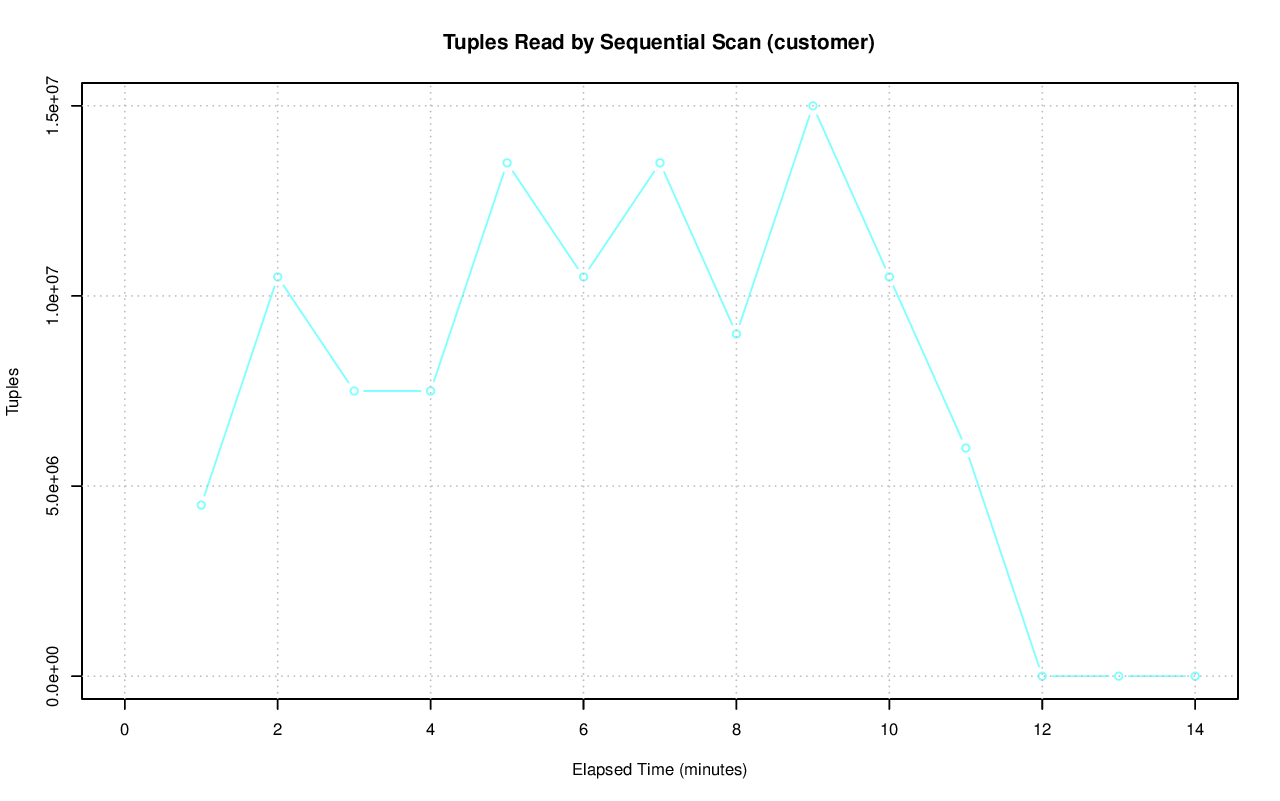 Tuples Read by Sequential Scan (customer)
Tuples
1.5e+07
1.0e+07
5.0e+06
0.0e+00
0 2 4 6 8 10 12 14
Elapsed Time (minutes)